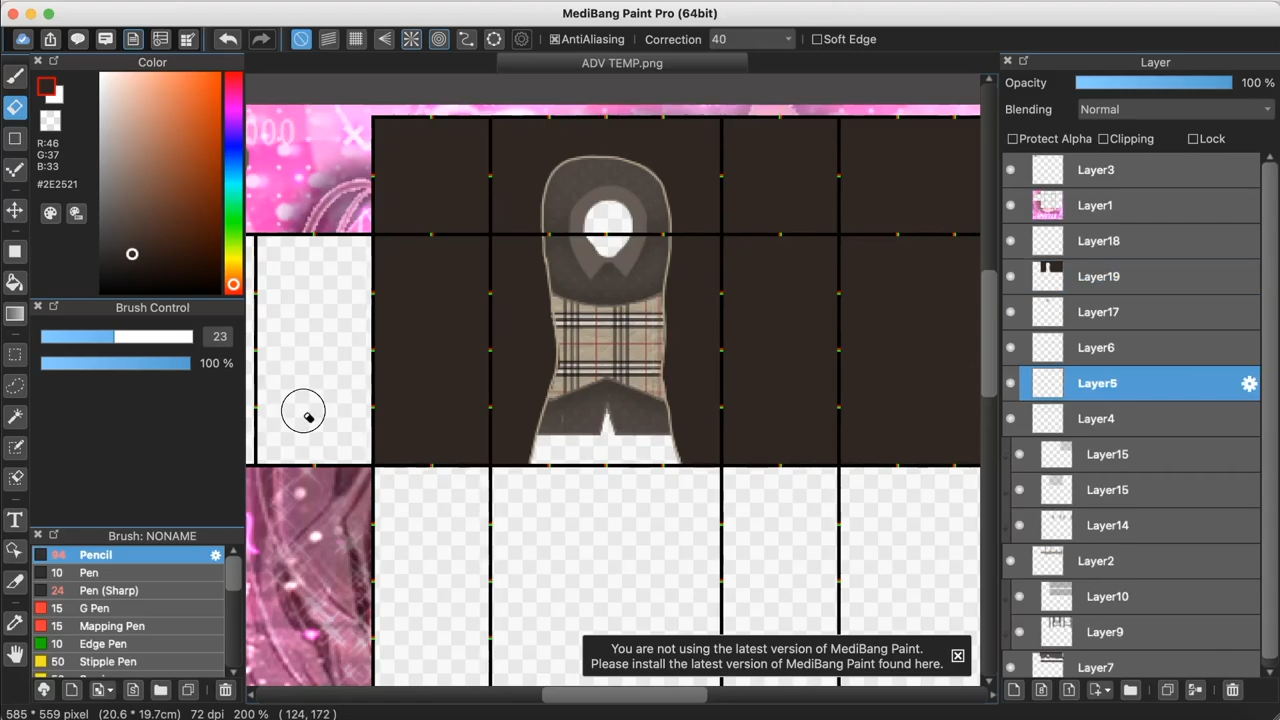 MediBang Paint Pro (64bit)
AntiAliasing
Correction
40
Soft Edge
Color
ADV TEMP.png
Layer
R:46
G:37
B:33
#2E2521
Opacity
100 %
Blending
Normal
Protect Alpha
Clipping
Lock
Layer3
Layer1
Layer18
Layer19
Layer17
Layer6
Layer5
Layer4
Layer15
Layer15
Layer14
Layer2
Layer10
Layer9
Layer7
Brush Control
23
100 %
Brush: NONAME
94 Pencil
10 Pen
24 Pen (Sharp)
15 G Pen
15 Mapping Pen
10 Edge Pen
50 Stipple Pen
You are not using the latest version of MediBang Paint.
Please install the latest version of MediBang Paint found here.
585 * 559 pixel (20.6 * 19.7cm) 72 dpi 200 % ( 124, 172 )